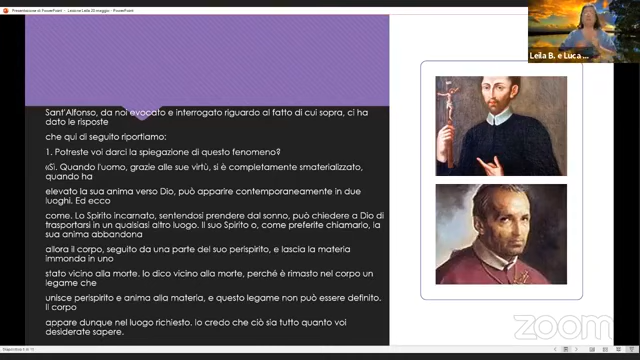 Presentazione di PowerPoint - Lezione Leila 20 maggio - PowerPoint
Leila B. e Luca ...
Sant'Alfonso, da noi evocato e interrogato riguardo al fatto di cui sopra, ci ha
dato le risposte
che qui di seguito riportiamo:
1. Potreste voi darci la spiegazione di questo fenomeno?
«Sì. Quando l'uomo, grazie alle sue virtù, si è completamente smaterializzato,
quando ha
elevato la sua anima verso Dio, può apparire contemporaneamente in due
luoghi. Ed ecco
come. Lo Spirito incarnato, sentendosi prendere dal sonno, può chiedere a Dio di
trasportarsi in un qualsiasi altro luogo. Il suo Spirito o, come preferite chiamarlo, la
sua anima abbandona
allora il corpo, seguito da una parte del suo perispirito, e lascia la materia
immonda in uno
stato vicino alla morte. Io dico vicino alla morte, perché è rimasto nel corpo un
legame che
unisce perispirito e anima alla materia, e questo legame non può essere definito.
Il corpo
appare dunque nel luogo richiesto. Io credo che ciò sia tutto quanto voi
desiderate sapere.
zoom